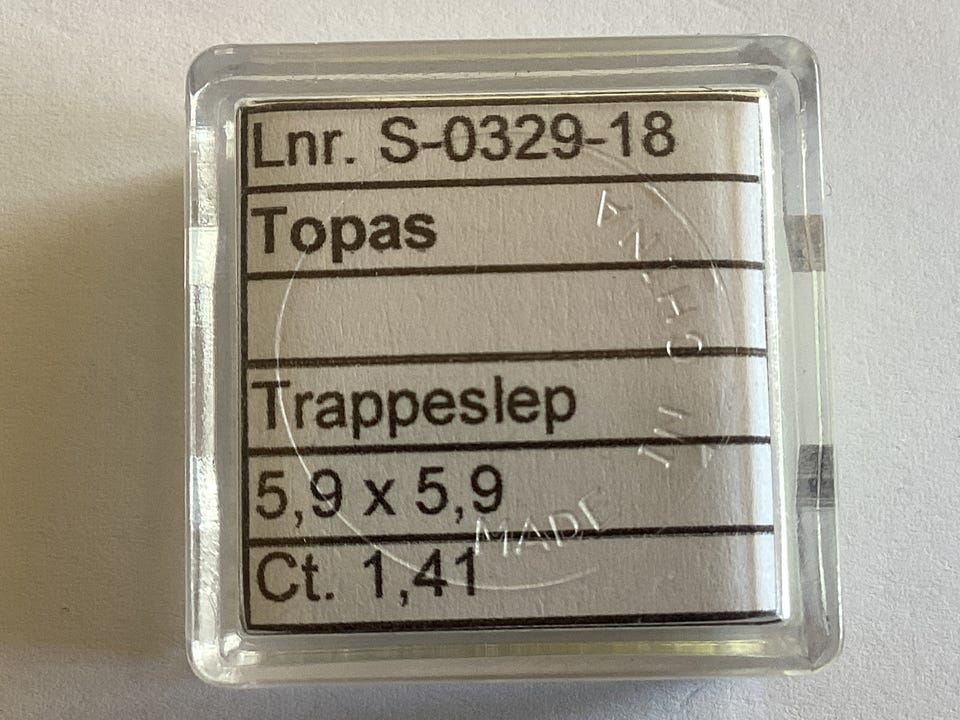 Lnr. S-0329-18
Topas
Trappeslep
5,9 x 5,9
Ct. 1,41
MADE IN